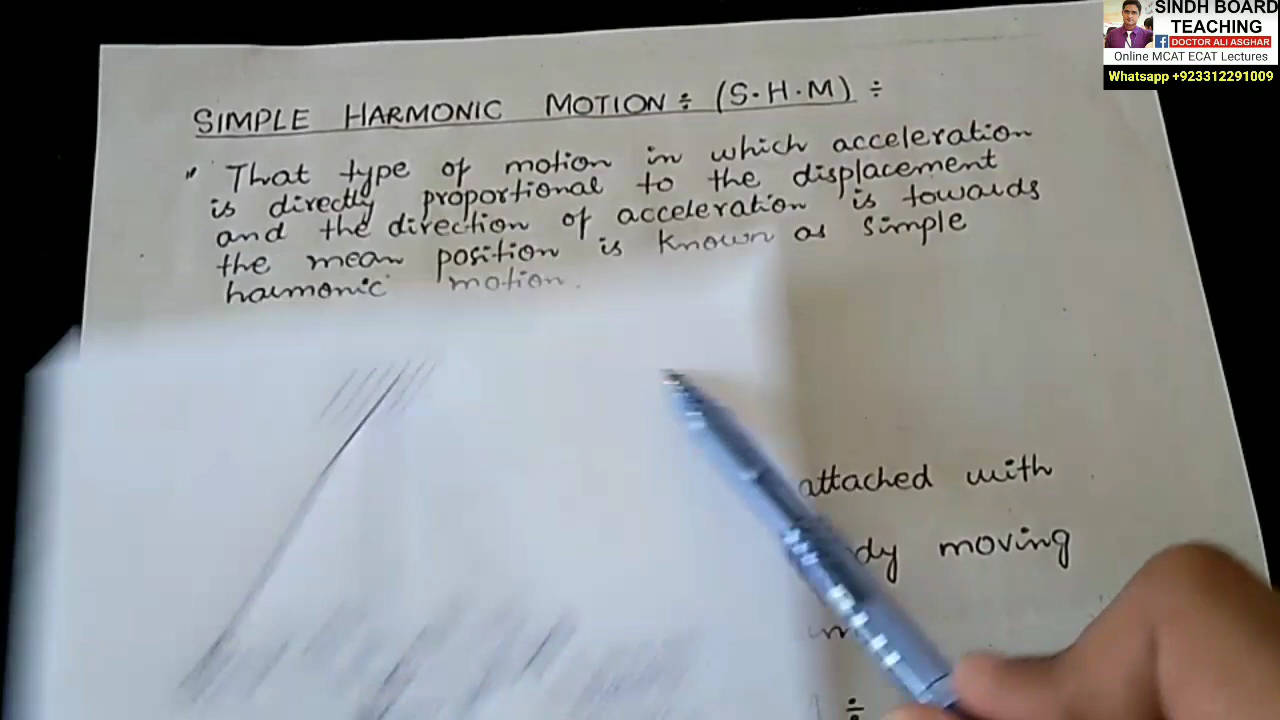 SINDH BOARD
TEACHING
DOCTOR ALI ASGHAR
Online MCAT ECAT Lectures
Whatsapp +923312291009
SIMPLE HARMONIC MOTION ÷ (S.H.M) ÷
" That type of motion in which acceleration
is directly proportional to the displacement
and the direction of acceleration is towards
the mean position is known as simple
harmonic motion.
attached with
moving